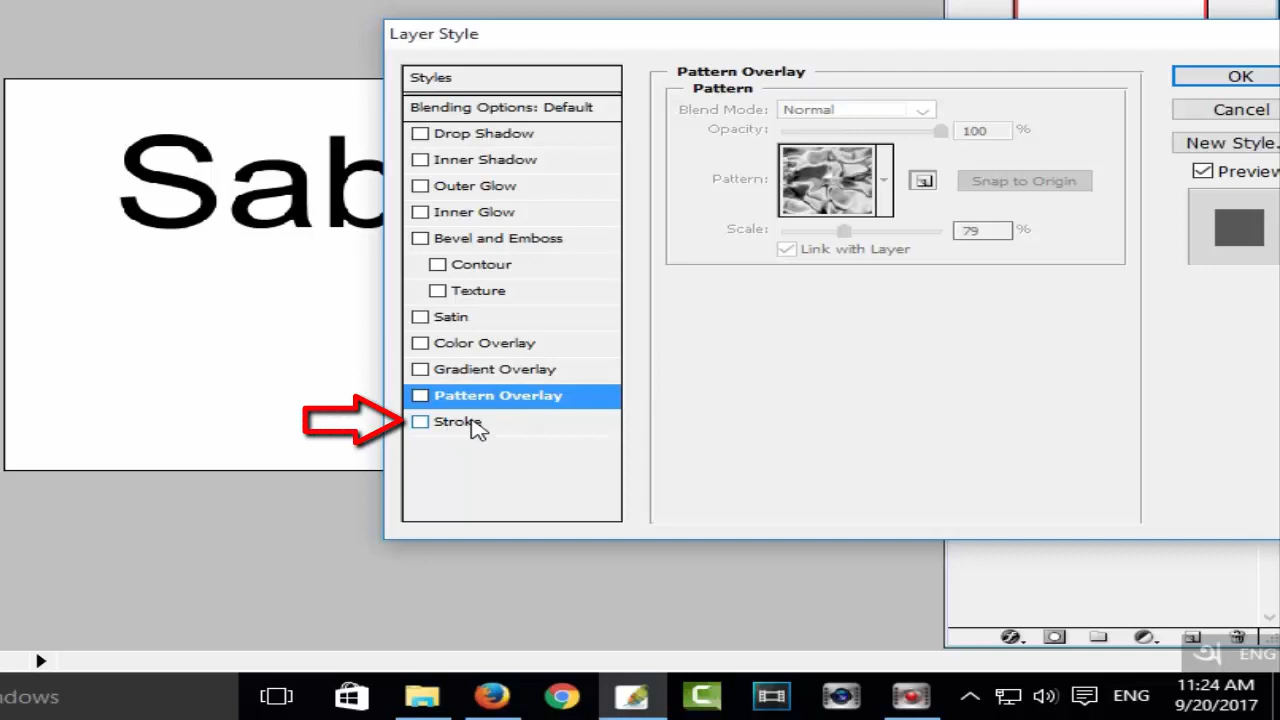 Layer Style
Sab
Styles
Blending Options: Default
Drop Shadow
Inner Shadow
Outer Glow
Inner Glow
Bevel and Emboss
Contour
Texture
Satin
Color Overlay
Gradient Overlay
Pattern Overlay
Stroke
Pattern Overlay
Pattern
Blend Mode: Normal
Opacity: 100 %
Pattern: Snap to Origin
Scale: 79 %
Link with Layer
OK
Cancel
New Style.
Preview
অ ENG
ndows
ENG
11:24 AM
9/20/2017